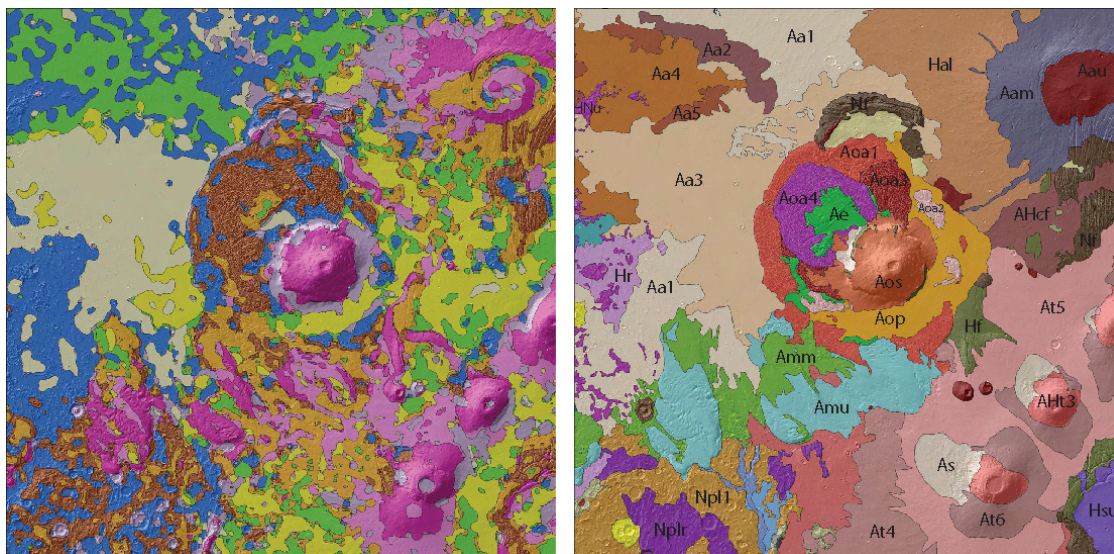 Aa2
Aa1
Hal
Aa4
Aau
Aam
HNu
Nf
Aa5
Aoa1
Aa3
Aoa3
Aoa4
Aoa2
Ae
AHcf
Nf
Hr
Aa1
Aos
At5
Aop
Hf
Amm
AHt3
Amu
As
Npl1
Hsu
Nplr
At6
At4